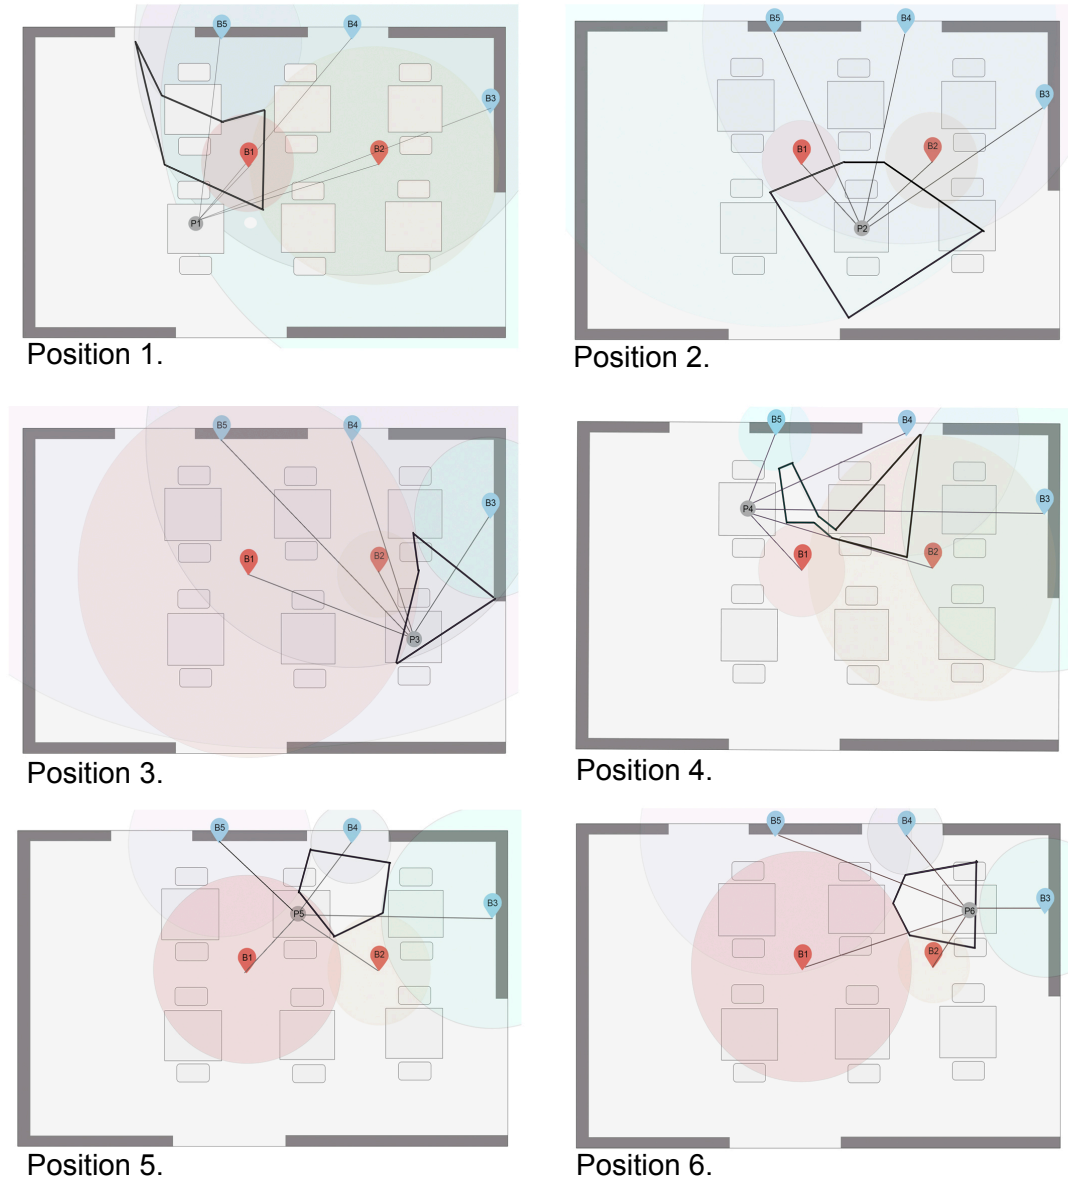 B5 B4
B3
B1 B2
P1
Position 1.
B5 B4
B3
B1 B2
P2
Position 2.
B5 B4
B3
B1 B2
P3
Position 3.
B5 B4
B3
P4
B1 B2
Position 4.
B5 B4
B3
P5
B1 B2
Position 5.
B5 B4
B3
P6
B1 B2
Position 6.